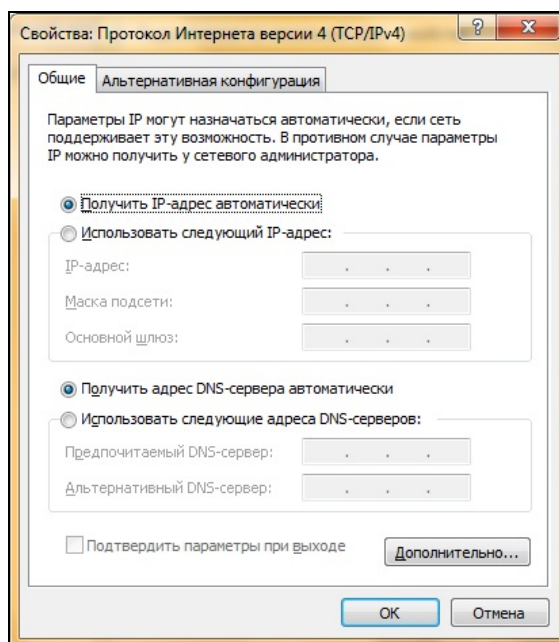 Свойства: Протокол Интернета версии 4 (TCP/IPv4)
Общие
Альтернативная конфигурация
Параметры IP могут назначаться автоматически, если сеть
поддерживает эту возможность. В противном случае параметры
IP можно получить у сетевого администратора.
Получить IP-адрес автоматически
Использовать следующий IP-адрес:
IP-адрес:
Маска подсети:
Основной шлюз:
Получить адрес DNS-сервера автоматически
Использовать следующие адреса DNS-серверов:
Предпочитаемый DNS-сервер:
Альтернативный DNS-сервер:
Подтвердить параметры при выходе
Дополнительно...
ОК
Отмена